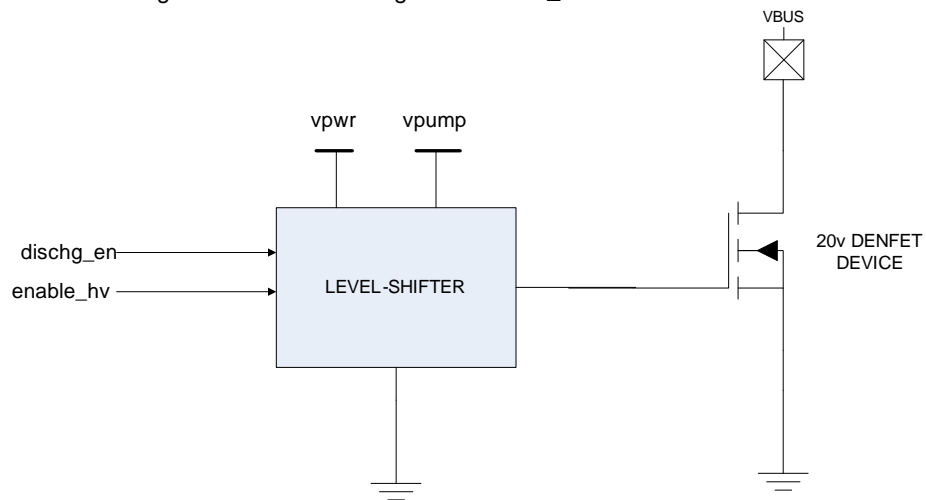 VBUS
vpwr
vpump
dischg_en
enable_hv
LEVEL-SHIFTER
20v DENFET
DEVICE